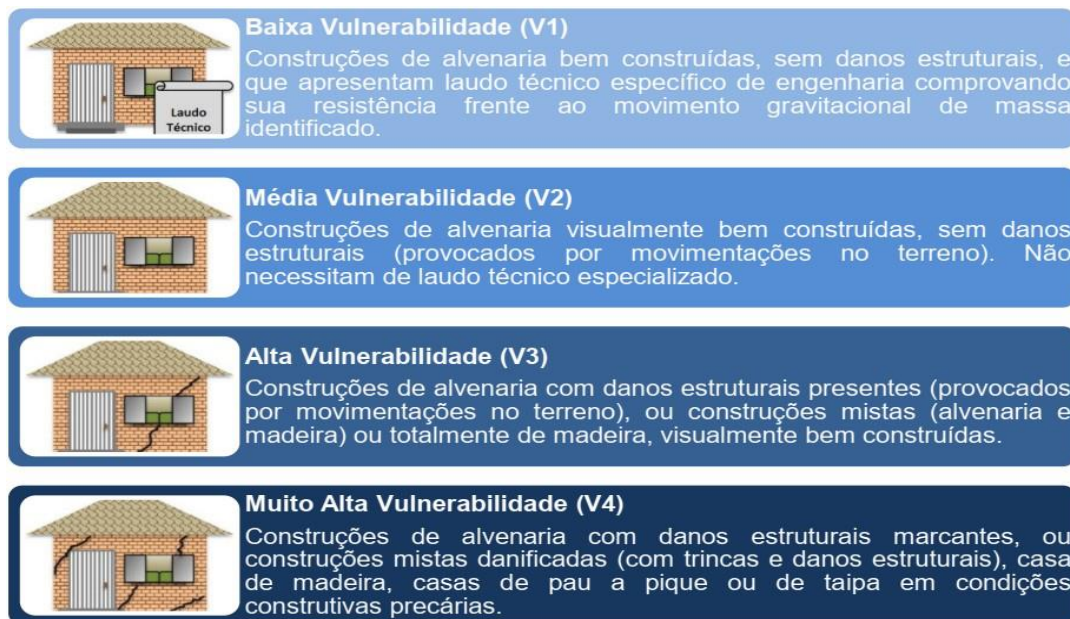 Baixa Vulnerabilidade (V1)
Construções de alvenaria bem construídas, sem danos estruturais, e
que apresentam laudo técnico específico de engenharia comprovando
sua resistência frente ao movimento gravitacional de massa
identificado.
Laudo
Técnico
Média Vulnerabilidade (V2)
Construções de alvenaria visualmente bem construídas, sem danos
estruturais (provocados por movimentações no terreno). Não
necessitam de laudo técnico especializado.
Alta Vulnerabilidade (V3)
Construções de alvenaria com danos estruturais presentes (provocados
por movimentações no terreno), ou construções mistas (alvenaria e
madeira) ou totalmente de madeira, visualmente bem construídas.
Muito Alta Vulnerabilidade (V4)
Construções de alvenaria com danos estruturais marcantes, ou
construções mistas danificadas (com trincas e danos estruturais), casa
de madeira, casas de pau a pique ou de taipa em condições
construtivas precárias.